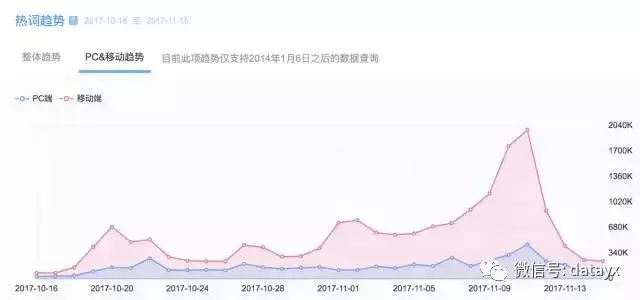 热词趋势 ? 2017-10-16 至 2017-11-15
整体趋势 PC&移动趋势 目前此项趋势仅支持2014年1月6日之后的数据查询
PC端 移动端
2040K
1700K
1360K
1020K
680K
340K
2017-10-16 2017-10-20 2017-10-24 2017-10-28 2017-11-01 2017-11-05 2017-11-09 2017-11-13
微信号: datayx